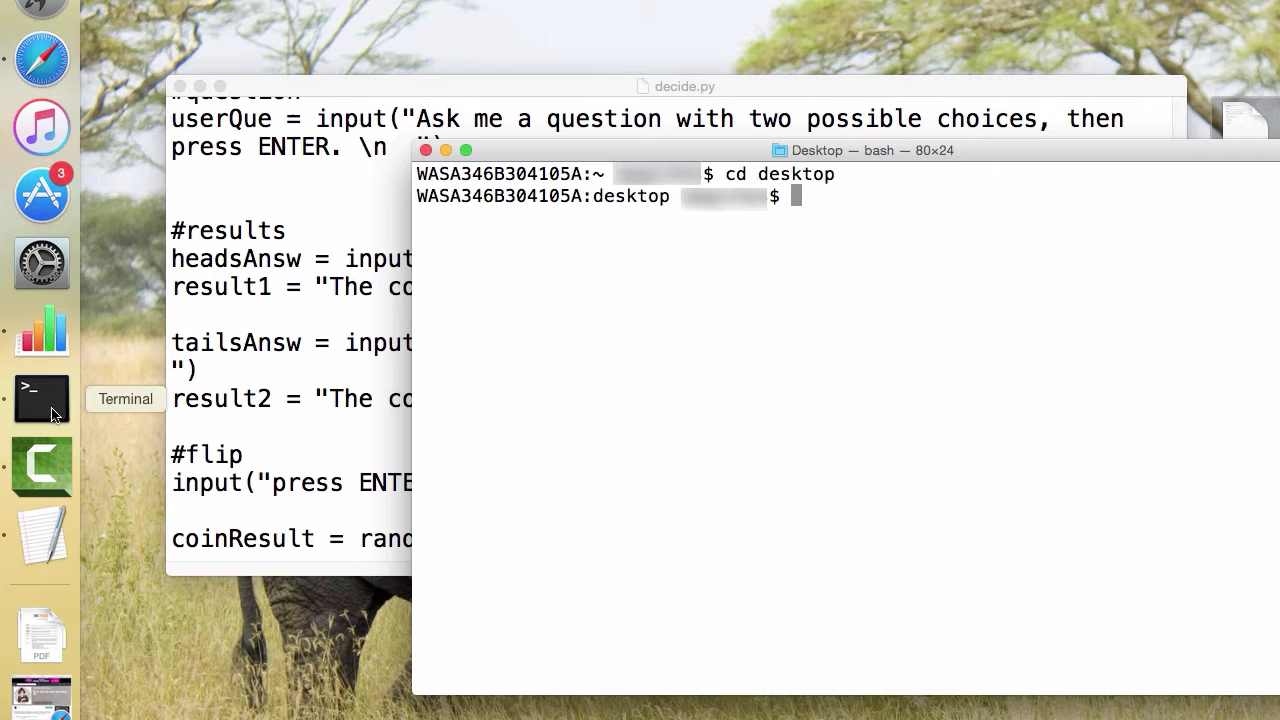 decide.py
#question
userQue = input("Ask me a question with two possible choices, then
press ENTER. \n ")
Desktop — bash — 80×24
WASA346B304105A:~ $ cd desktop
WASA346B304105A:desktop $
#results
headsAnsw = input
result1 = "The co
tailsAnsw = input
")
result2 = "The co
#flip
input("press ENTE
coinResult = rand
3
>_
Terminal
PDF